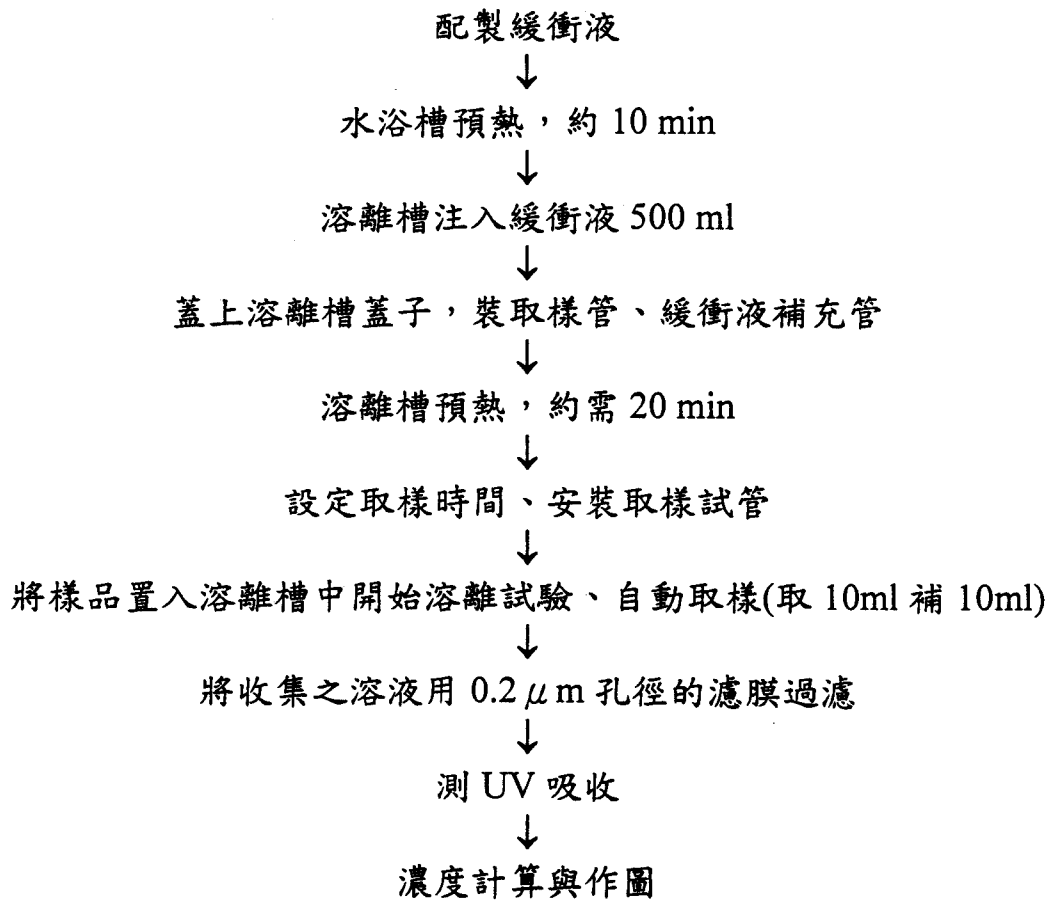 配製緩衝液
↓
水浴槽預熱，約 10 min
↓
溶離槽注入緩衝液 500 ml
↓
蓋上溶離槽蓋子，裝取樣管、緩衝液補充管
↓
溶離槽預熱，約需 20 min
↓
設定取樣時間、安裝取樣試管
↓
將樣品置入溶離槽中開始溶離試驗、自動取樣(取 10ml 補 10ml)
↓
將收集之溶液用 0.2 μm 孔徑的濾膜過濾
↓
測 UV 吸收
↓
濃度計算與作圖